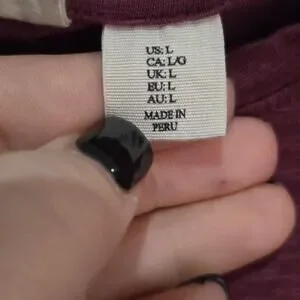 US: L
CA: L/G
UK: L
EU: L
AU: L
MADE IN
PERU